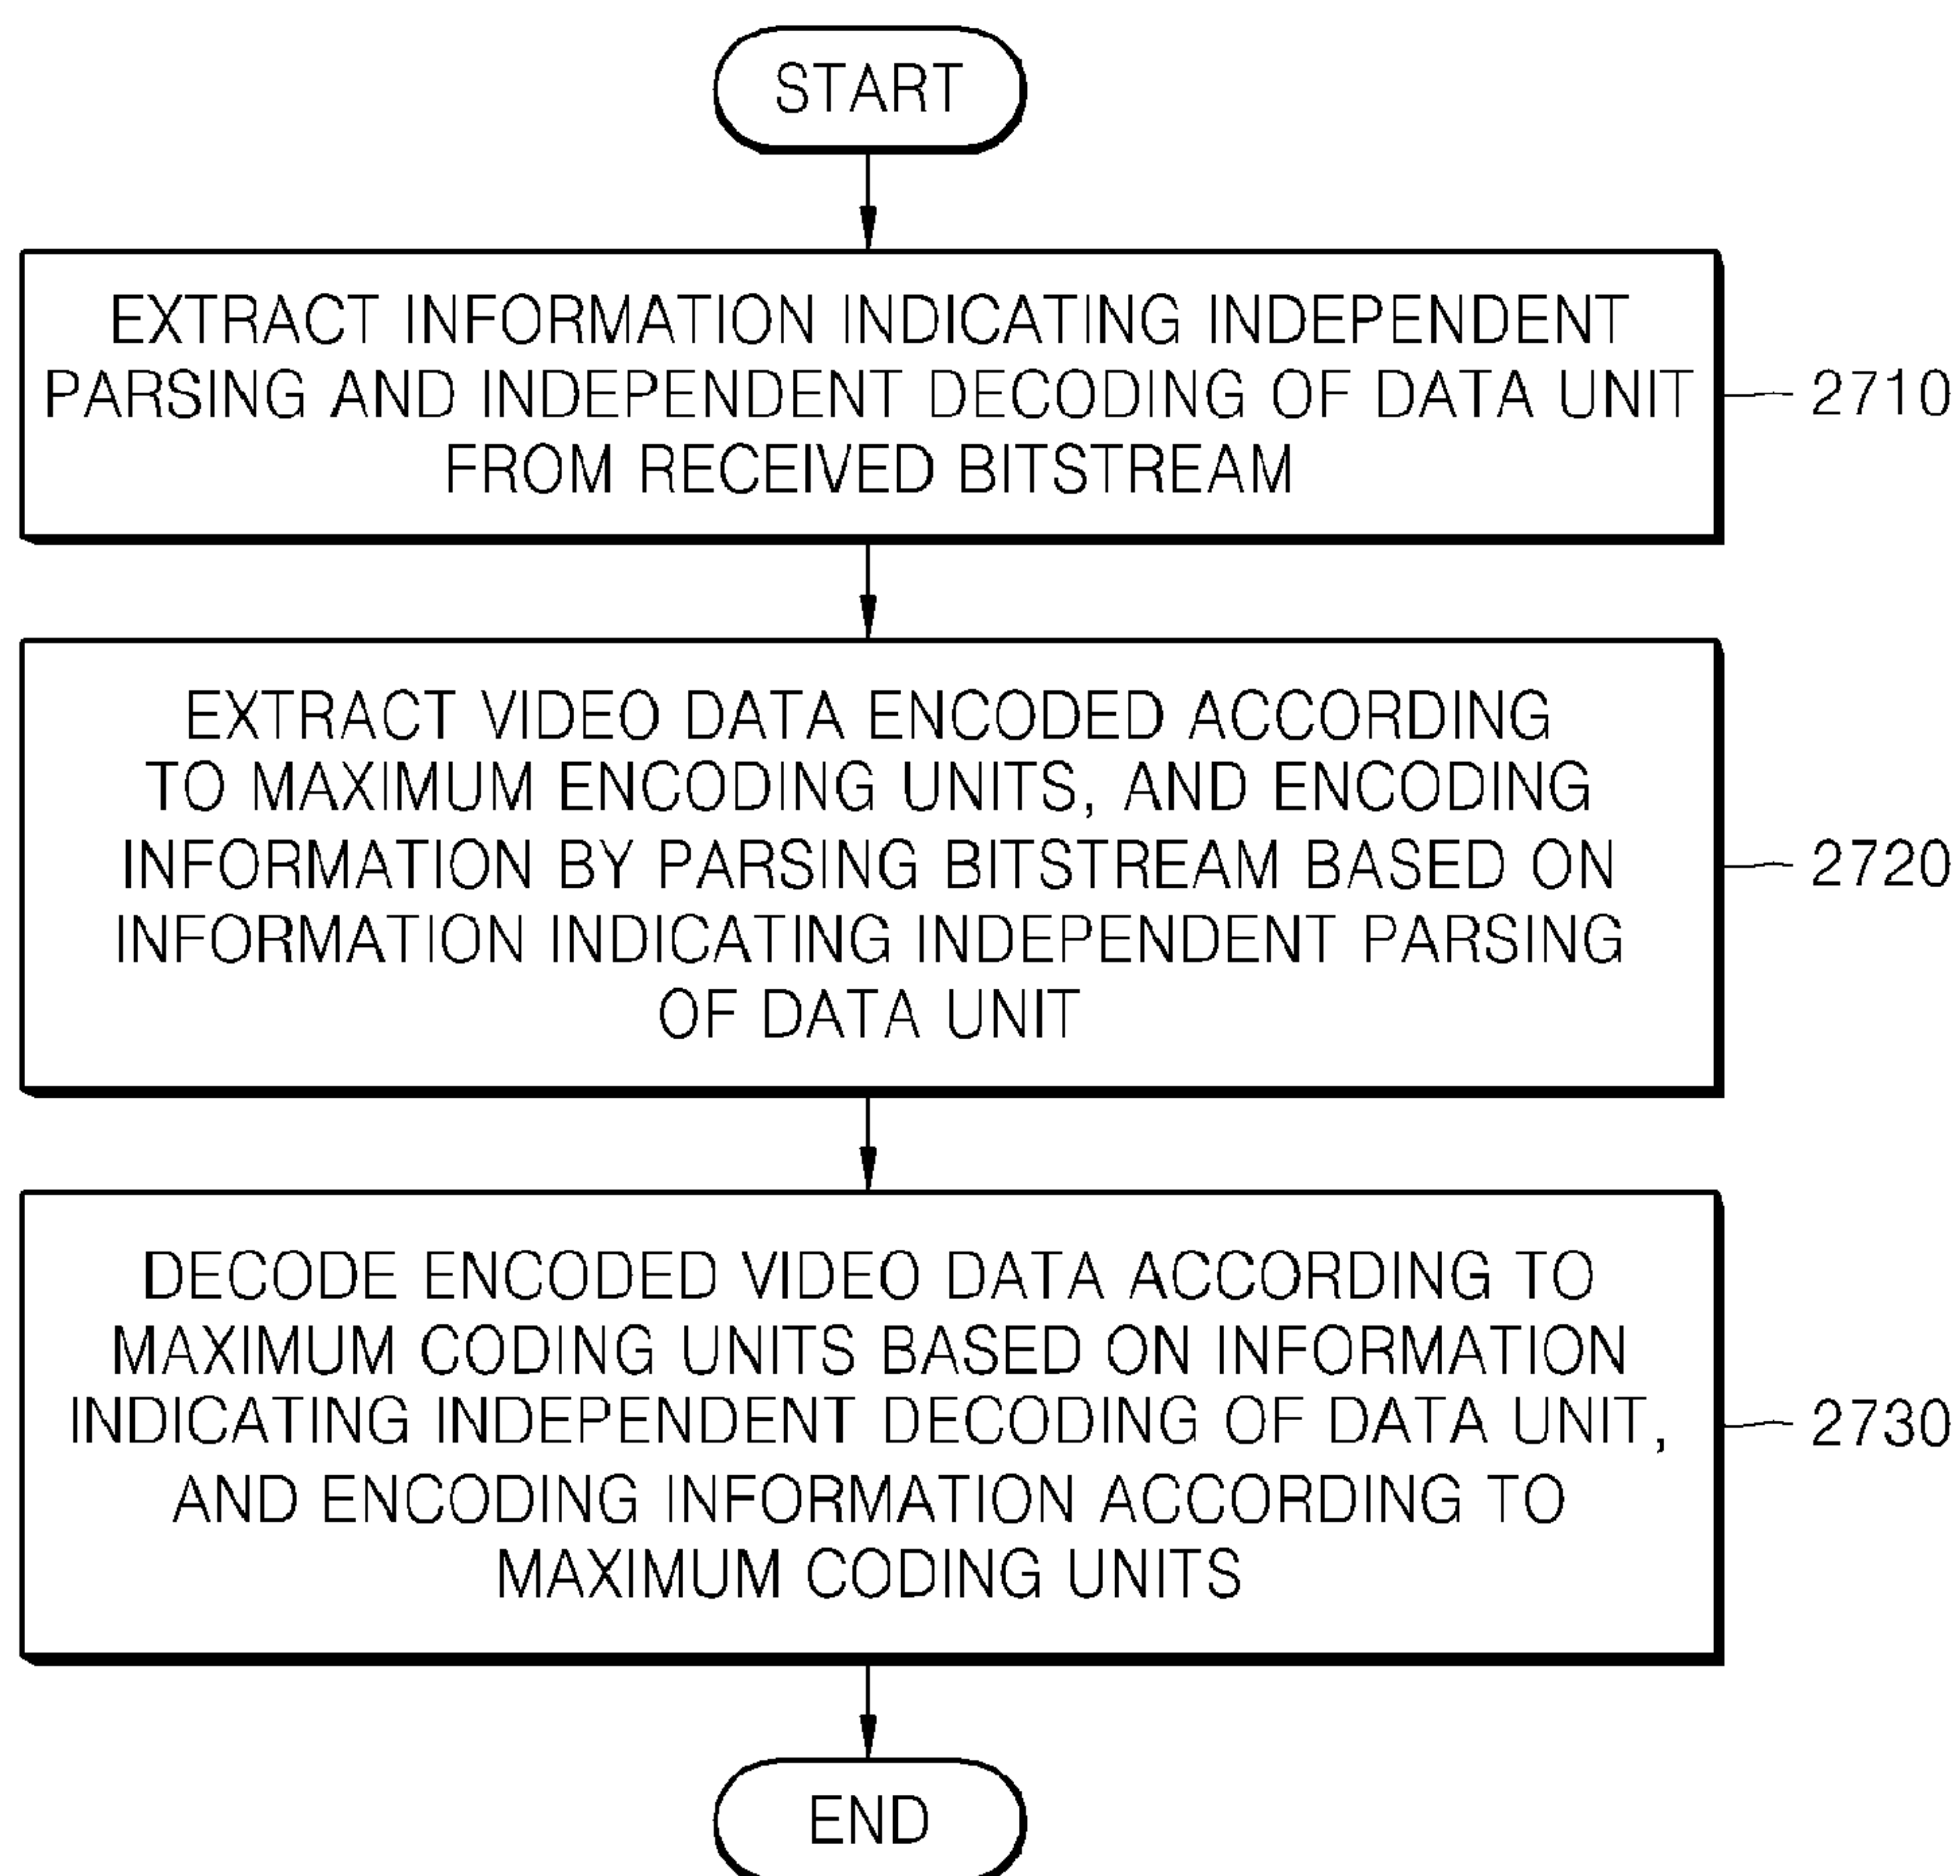 START
EXTRACT INFORMATION INDICATING INDEPENDENT
PARSING AND INDEPENDENT DECODING OF DATA UNIT
FROM RECEIVED BITSTREAM
2710
EXTRACT VIDEO DATA ENCODED ACCORDING
TO MAXIMUM ENCODING UNITS, AND ENCODING
INFORMATION BY PARSING BITSTREAM BASED ON
INFORMATION INDICATING INDEPENDENT PARSING
OF DATA UNIT
2720
DECODE ENCODED VIDEO DATA ACCORDING TO
MAXIMUM CODING UNITS BASED ON INFORMATION
INDICATING INDEPENDENT DECODING OF DATA UNIT,
AND ENCODING INFORMATION ACCORDING TO
MAXIMUM CODING UNITS
2730
END